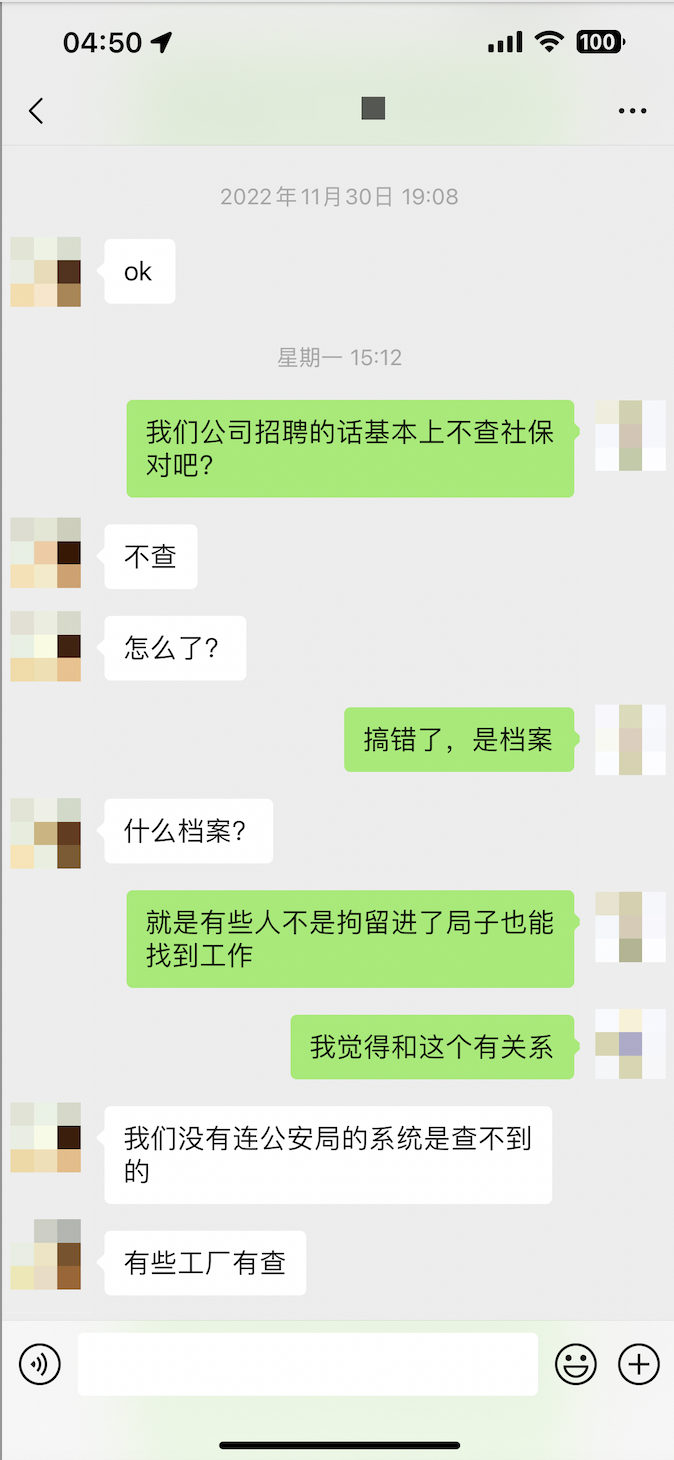 04:50
100
2022年11月30日 19:08
ok
星期一 15:12
我们公司招聘的话基本上不查社保
对吧?
不查
怎么了?
搞错了，是档案
什么档案?
就是有些人不是拘留进了局子也能
找到工作
我觉得和这个有关系
我们没有连公安局的系统是查不到
的
有些工厂有查